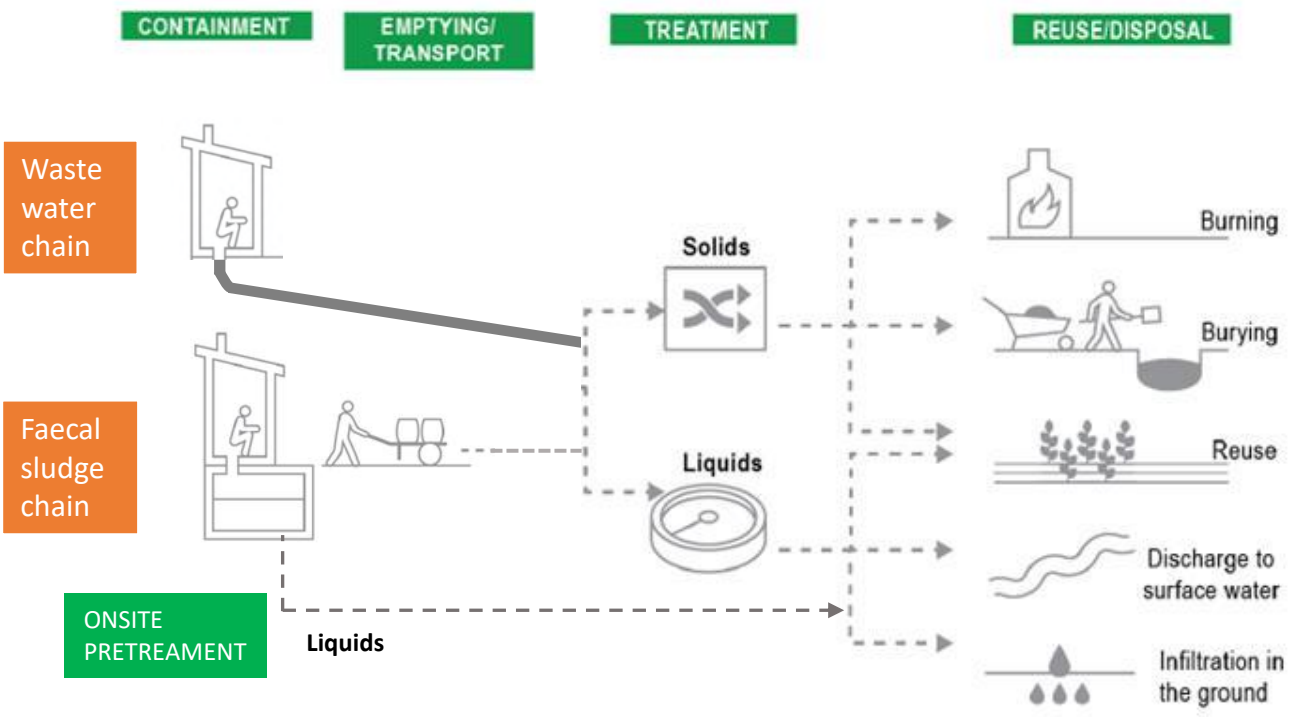 CONTAINMENT
EMPTYING/
TRANSPORT
TREATMENT
REUSE/DISPOSAL
Waste
water
chain
Solids
Burning
Burying
Faecal
sludge
chain
Liquids
Reuse
Discharge to
surface water
ONSITE
PRETREAMENT
Liquids
Infiltration in
the ground